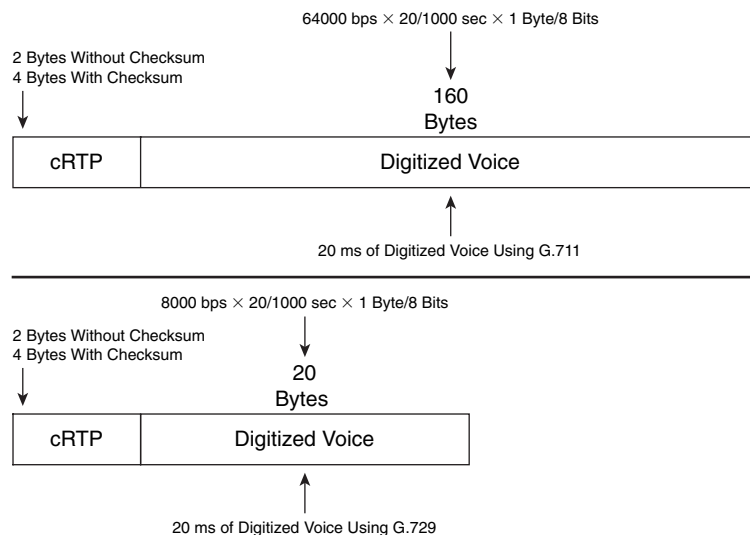 64000 bps × 20/1000 sec × 1 Byte/8 Bits
2 Bytes Without Checksum
4 Bytes With Checksum
160
Bytes
cRTP
Digitized Voice
20 ms of Digitized Voice Using G.711
8000 bps × 20/1000 sec × 1 Byte/8 Bits
2 Bytes Without Checksum
4 Bytes With Checksum
20
Bytes
cRTP
Digitized Voice
20 ms of Digitized Voice Using G.729